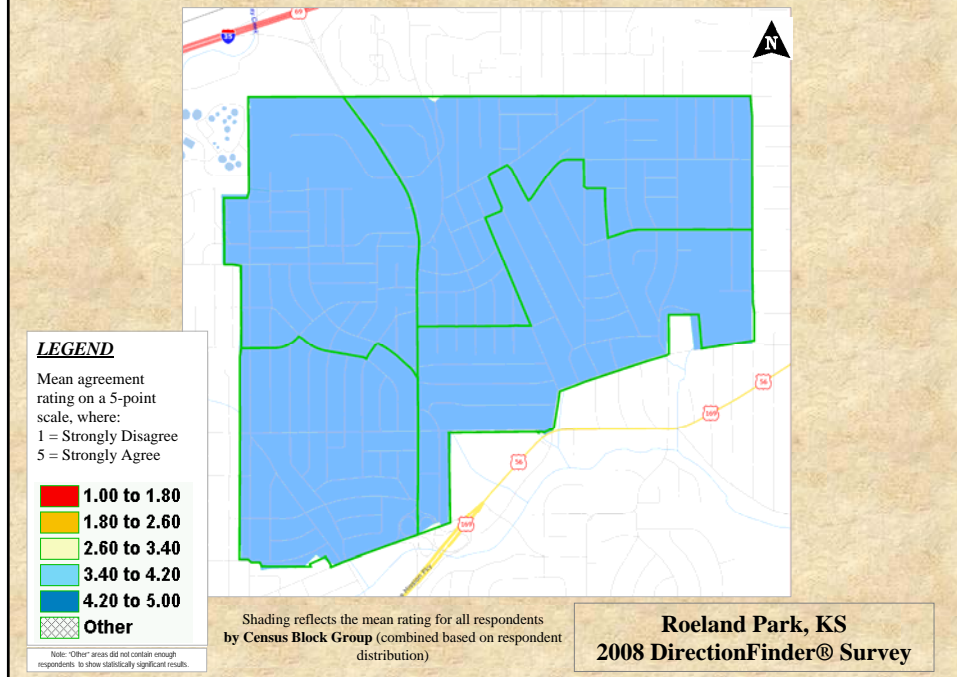 69
35
N
LEGEND
Mean agreement
rating on a 5-point
scale, where:
1 = Strongly Disagree
5 = Strongly Agree
1.00 to 1.80
1.80 to 2.60
2.60 to 3.40
3.40 to 4.20
4.20 to 5.00
Other
Note: "Other" areas did not contain enough
respondents to show statistically significant results.
56
169
56
169
Shading reflects the mean rating for all respondents
by Census Block Group (combined based on respondent
distribution)
Roeland Park, KS
2008 DirectionFinder® Survey